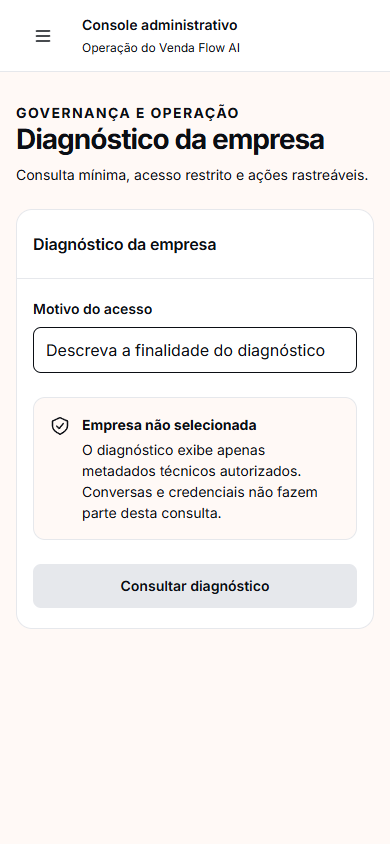 Console administrativo
Operação do Venda Flow AI
GOVERNANÇA E OPERAÇÃO
Diagnóstico da empresa
Consulta mínima, acesso restrito e ações rastreáveis.
Diagnóstico da empresa
Motivo do acesso
Descreva a finalidade do diagnóstico
Empresa não selecionada
O diagnóstico exibe apenas
metadados técnicos autorizados.
Conversas e credenciais não fazem
parte desta consulta.
Consultar diagnóstico